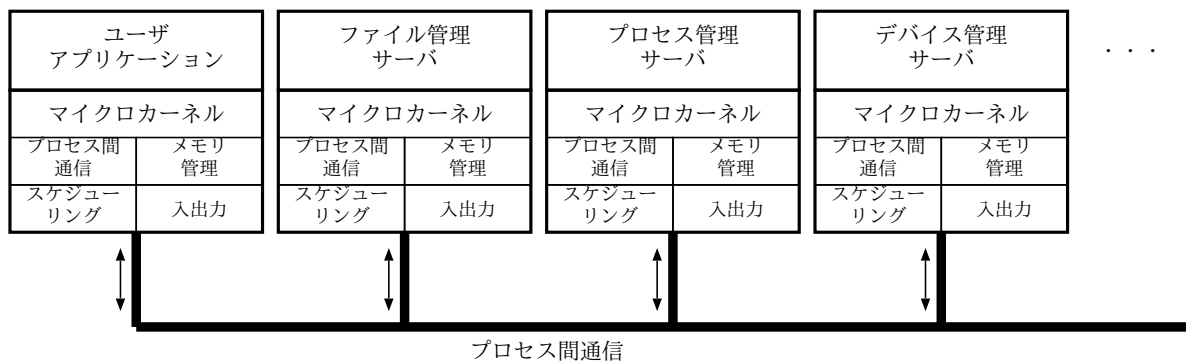 ユーザ
アプリケーション
ファイル管理
サーバ
プロセス管理
サーバ
デバイス管理
サーバ
・・・
マイクロカーネル
マイクロカーネル
マイクロカーネル
マイクロカーネル
プロセス間
通信
メモリ
管理
プロセス間
通信
メモリ
管理
プロセス間
通信
メモリ
管理
プロセス間
通信
メモリ
管理
スケジュー
リング
入出力
スケジュー
リング
入出力
スケジュー
リング
入出力
スケジュー
リング
入出力
プロセス間通信